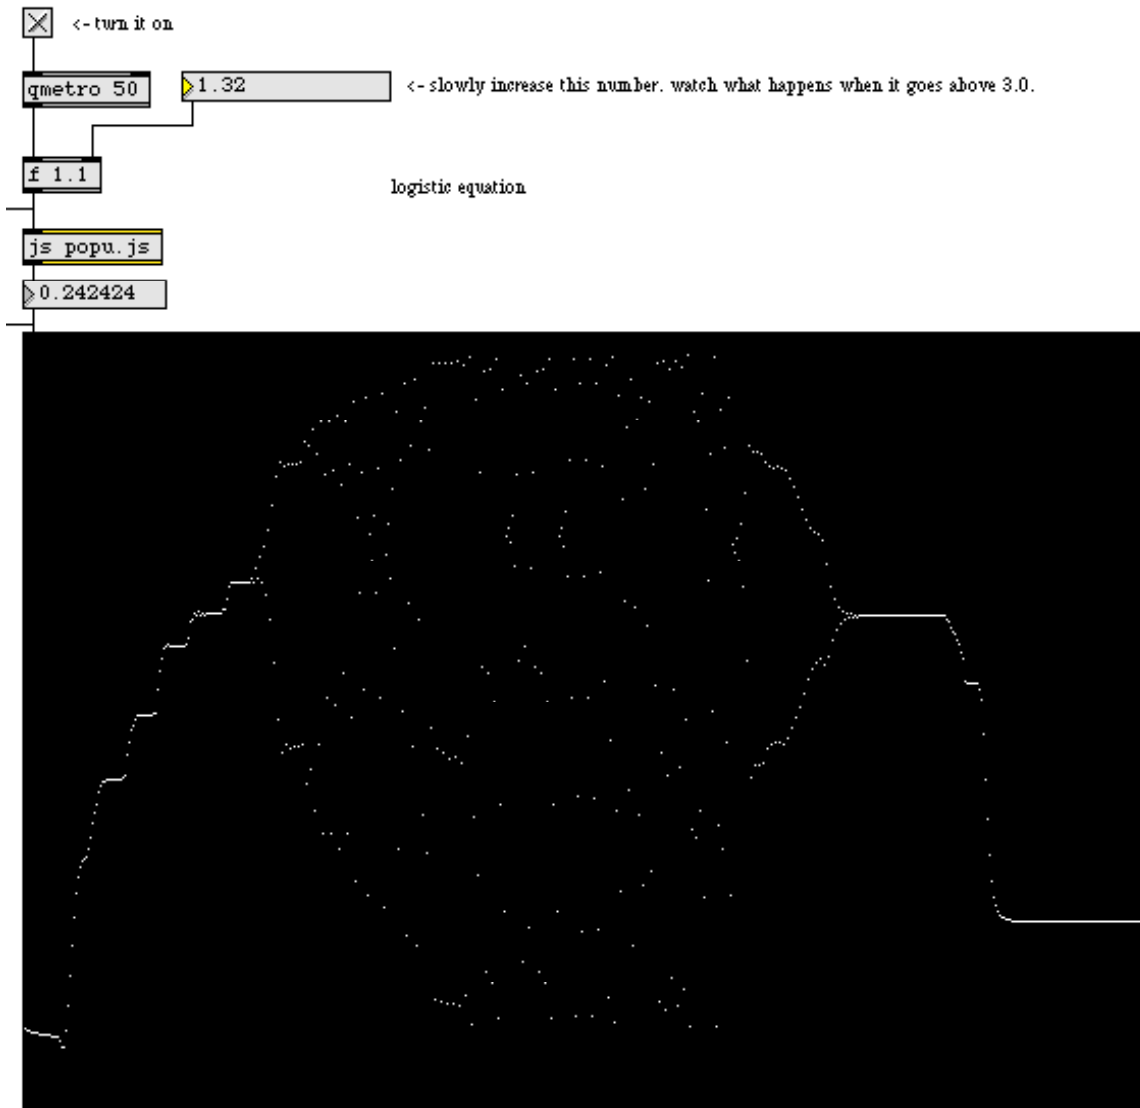 <- turn it on
qmetro 50
1.32
<- slowly increase this number. watch what happens when it goes above 3.0.
f 1.1
logistic equation
js popu.js
0.242424